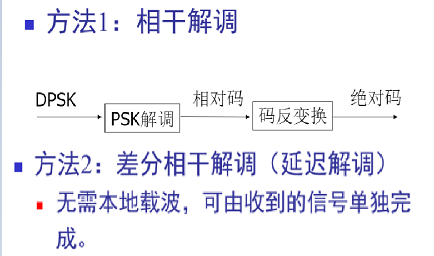 方法1：相干解调
DPSK
PSK解调
相对码
码反变换
绝对码
方法2：差分相干解调（延迟解调）
无需本地载波，可由收到的信号单独完
成。